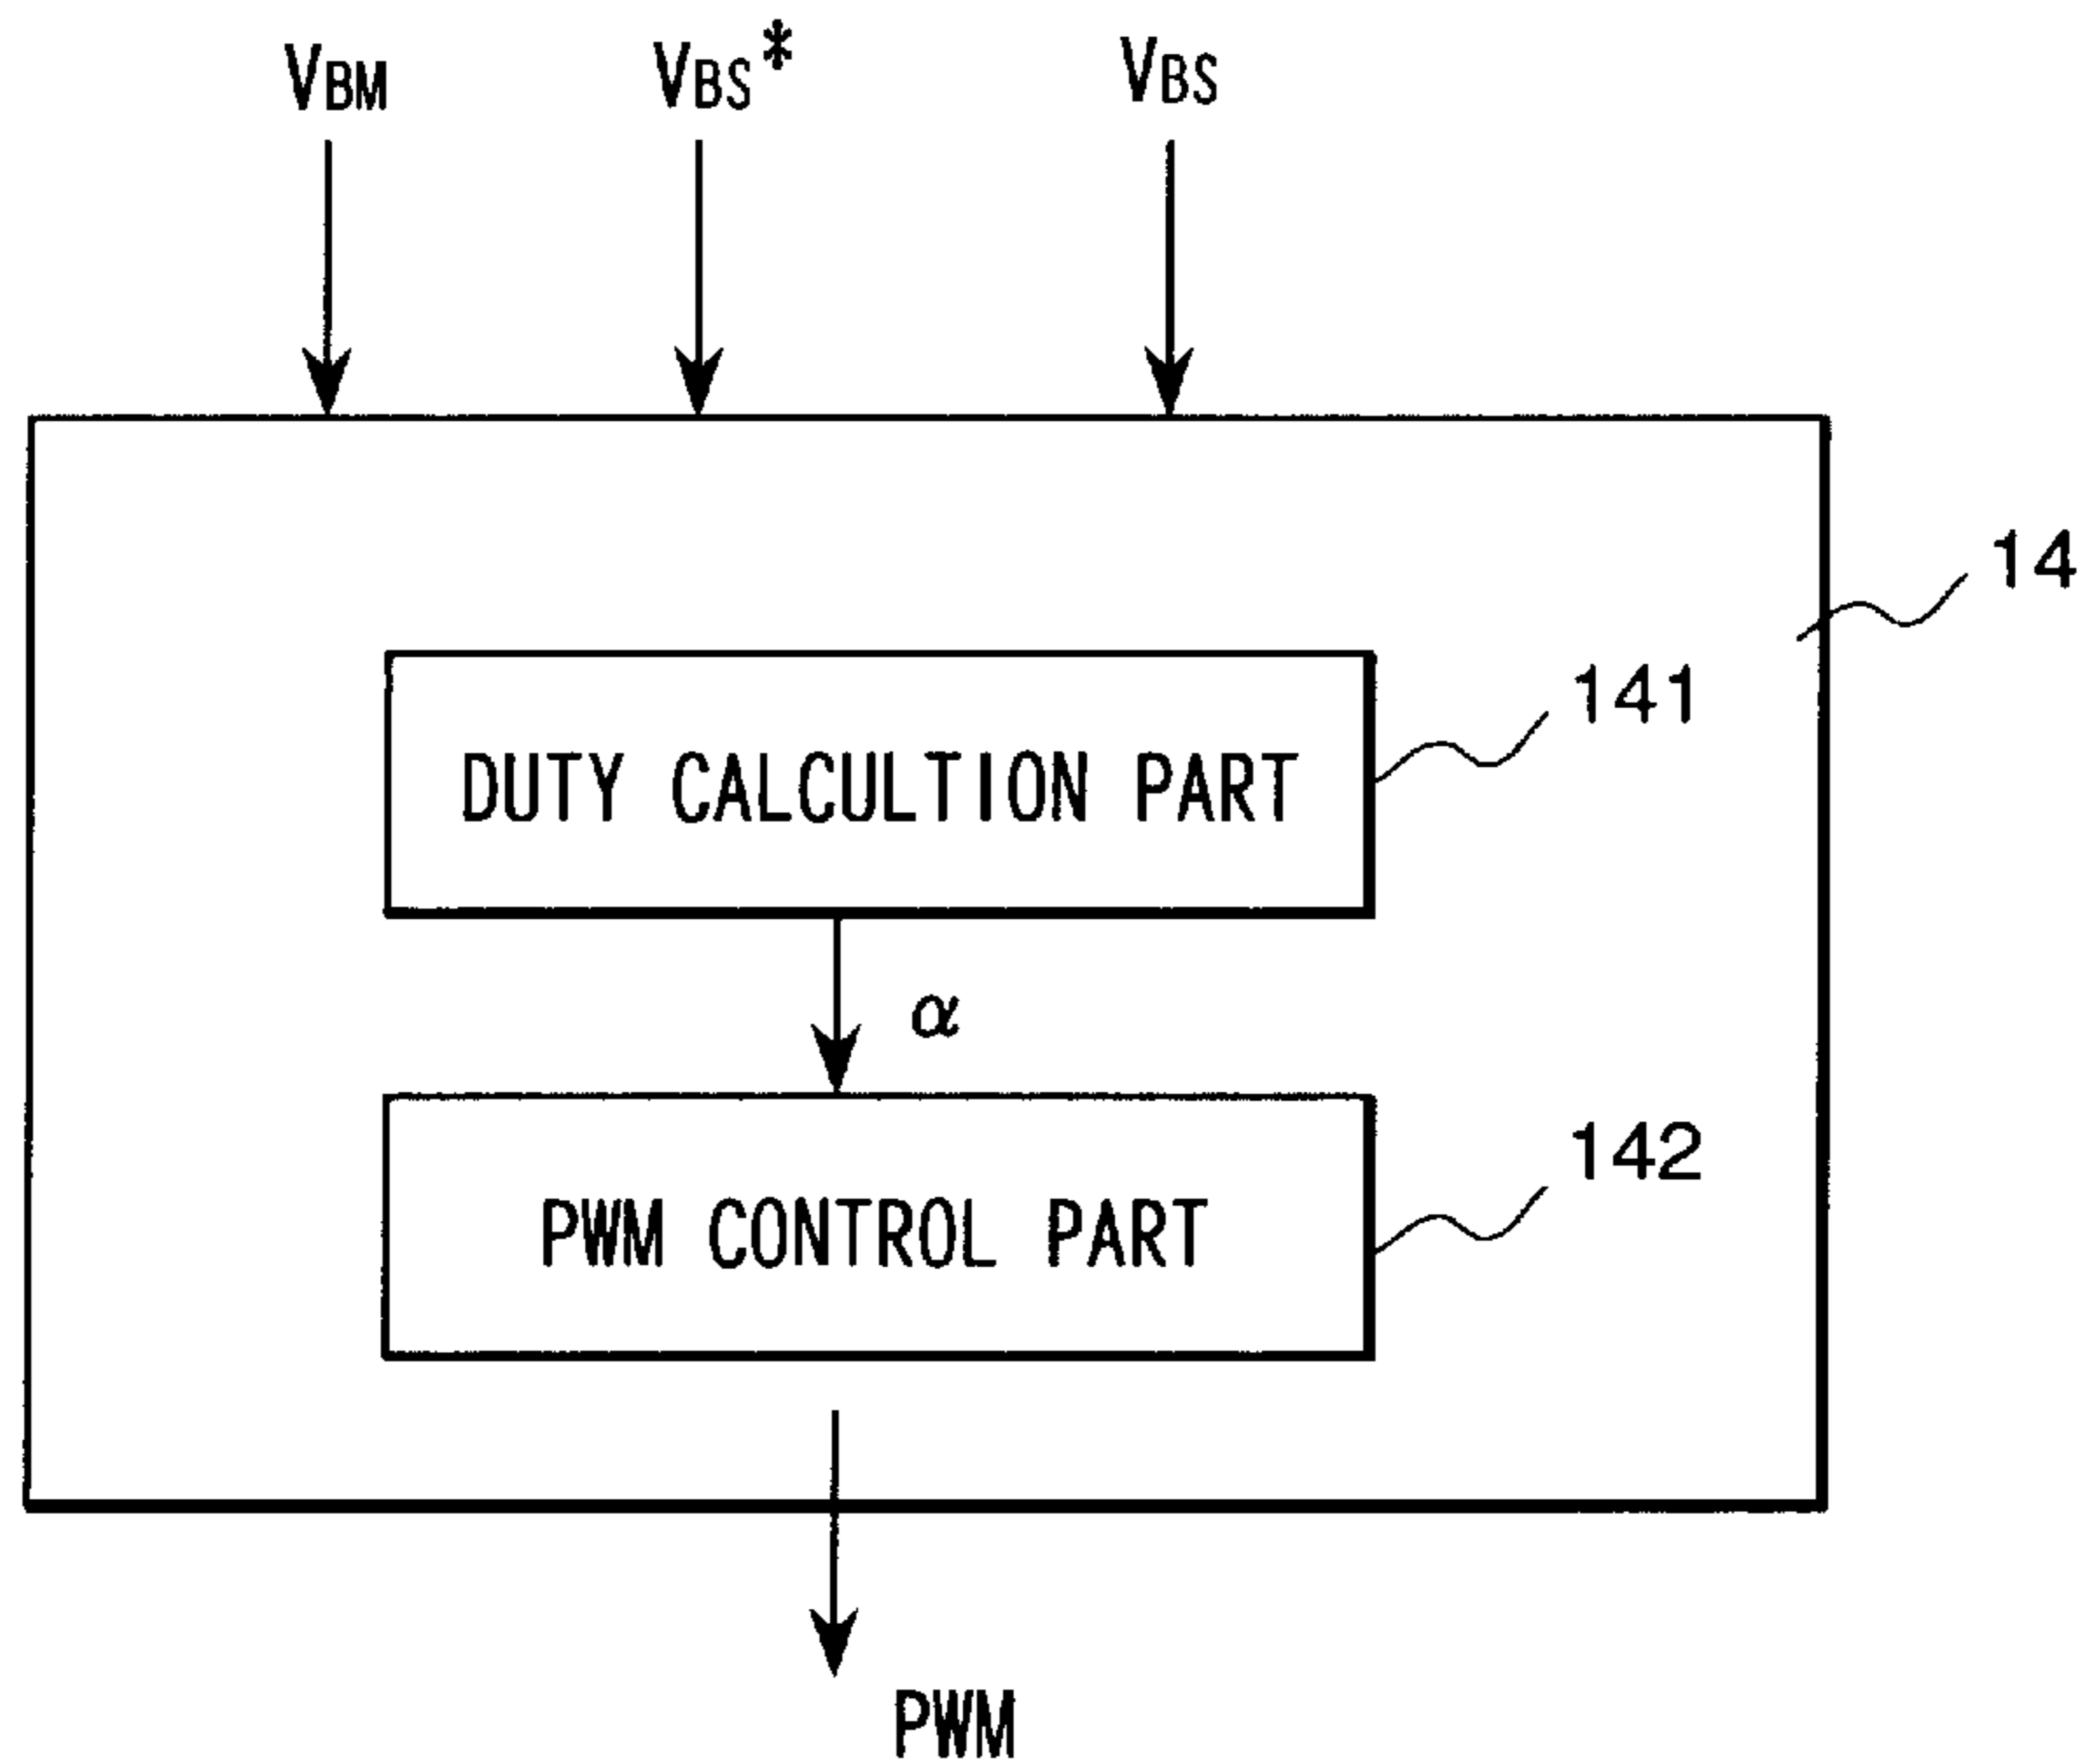 VBM VBS* VBS
14
141
DUTY CALCULTION PART
α
142
PWM CONTROL PART
PWM